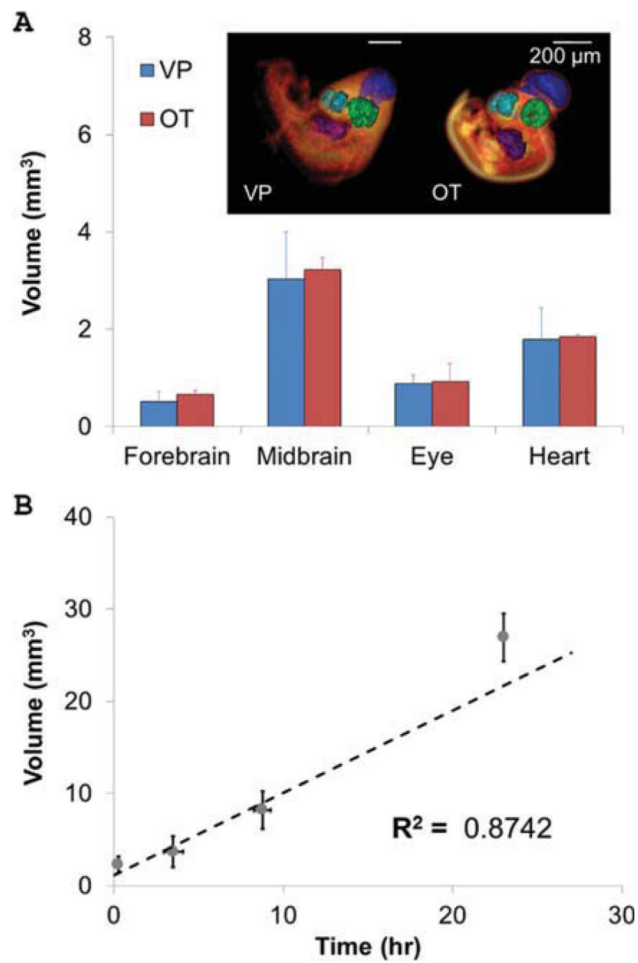 A
8
6
4
2
0
Volume (mm³)
VP
OT
200 µm
VP
OT
Forebrain
Midbrain
Eye
Heart
B
40
30
20
10
0
Volume (mm³)
R² = 0.8742
0
10
20
30
Time (hr)